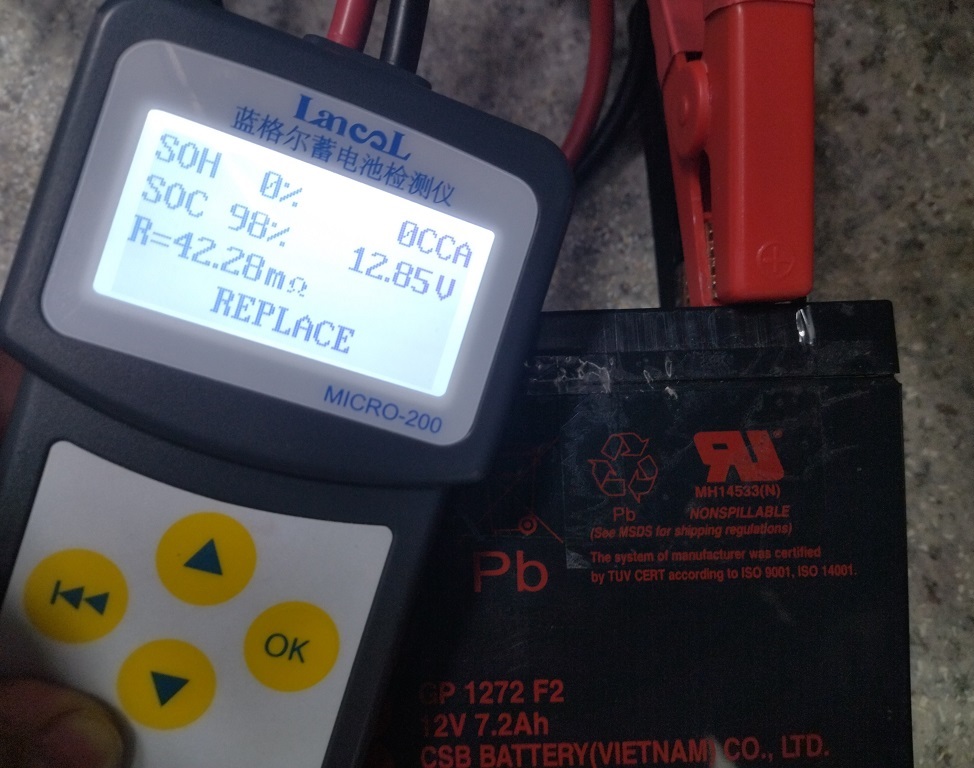 LancoL
蓝格尔蓄电池检测仪
SOH 0% 0CCA
SOC 98% 12.85V
R=42.28mΩ
REPLACE
MICRO-200
OK
Pb
MH14533(N)
NONSPILLABLE
(See MSDS for shipping regulations)
The system of manufacturer was certified
by TUV CERT according to ISO 9001, ISO 14001.
Pb
GP 1272 F2
12V 7.2Ah
CSB BATTERY(VIETNAM) CO., LTD.